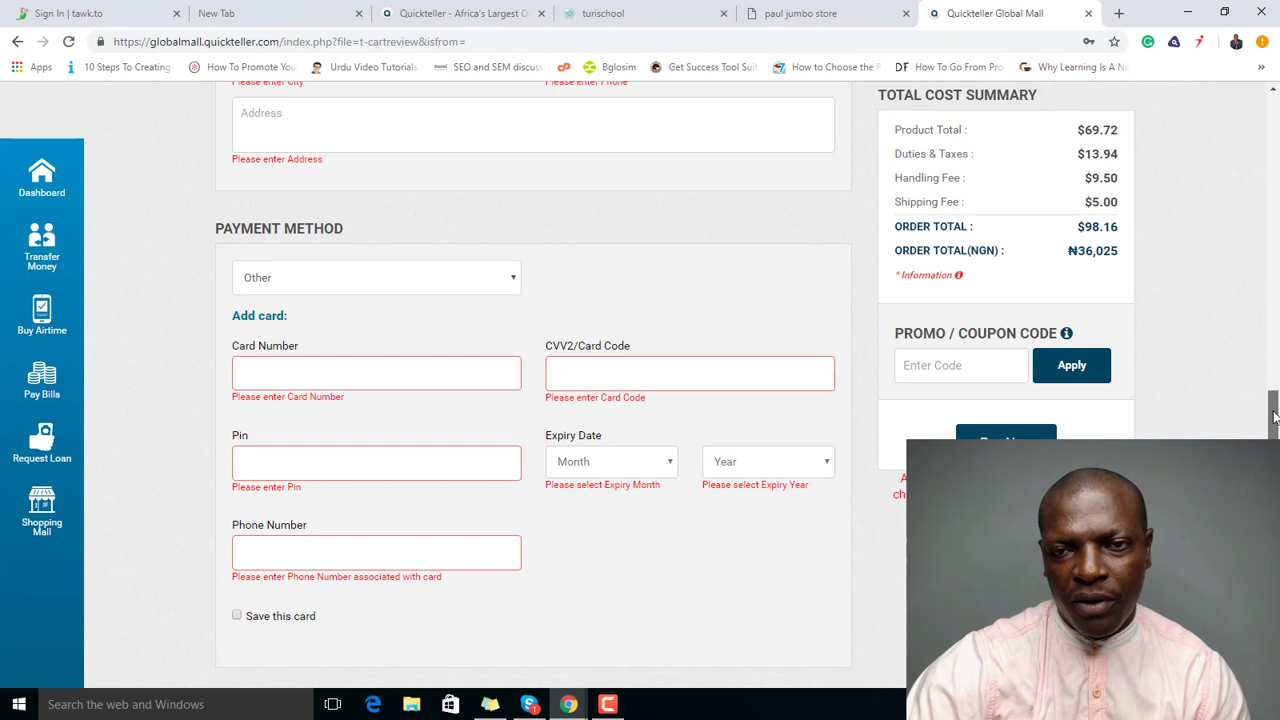 Sign In | tawk.to
New Tab
Quickteller - Africa's Largest O
turischool
paul jumbo store
Quickteller Global Mall
https://globalmall.quickteller.com/index.php?file=t-cartreview&isfrom=
Apps
10 Steps To Creating
How To Promote You
Urdu Video Tutorials
SEO and SEM discuss
Bglosim
Get Success Tool Suit
How to Choose the R
DF How To Go From Pro
Why Learning Is A Ne
»
Please enter City
Please enter Phone
Address
Please enter Address
Dashboard
Transfer
Money
Buy Airtime
Pay Bills
Request Loan
Shopping
Mall
PAYMENT METHOD
Other
Add card:
Card Number
CVV2/Card Code
Please enter Card Number
Please enter Card Code
Pin
Expiry Date
Month
Year
Please enter Pin
Please select Expiry Month
Please select Expiry Year
Phone Number
Please enter Phone Number associated with card
Save this card
TOTAL COST SUMMARY
Product Total : $69.72
Duties & Taxes : $13.94
Handling Fee : $9.50
Shipping Fee : $5.00
ORDER TOTAL : $98.16
ORDER TOTAL(NGN) : ₦36,025
* Information
PROMO / COUPON CODE
Enter Code
Apply
Search the web and Windows